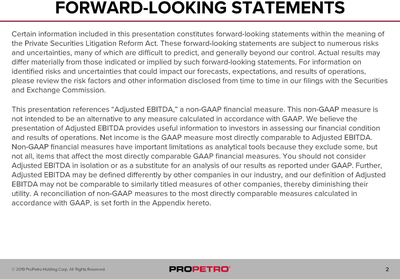 FORWARD-LOOKING STATEMENTS
Certain information included in this presentation constitutes forward-looking statements within the meaning of
the Private Securities Litigation Reform Act. These forward-looking statements are subject to numerous risks
and uncertainties, many of which are difficult to predict, and generally beyond our control. Actual results may
differ materially from those indicated or implied by such forward-looking statements. For information on
identified risks and uncertainties that could impact our forecasts, expectations, and results of operations,
please review the risk factors and other information disclosed from time to time in our filings with the Securities
and Exchange Commission.
This presentation references “Adjusted EBITDA,” a non-GAAP financial measure. This non-GAAP measure is
not intended to be an alternative to any measure calculated in accordance with GAAP. We believe the
presentation of Adjusted EBITDA provides useful information to investors in assessing our financial condition
and results of operations. Net income is the GAAP measure most directly comparable to Adjusted EBITDA.
Non-GAAP financial measures have important limitations as analytical tools because they exclude some, but
not all, items that affect the most directly comparable GAAP financial measures. You should not consider
Adjusted EBITDA in isolation or as a substitute for an analysis of our results as reported under GAAP. Further,
Adjusted EBITDA may be defined differently by other companies in our industry, and our definition of Adjusted
EBITDA may not be comparable to similarly titled measures of other companies, thereby diminishing their
utility. A reconciliation of non-GAAP measures to the most directly comparable measures calculated in
accordance with GAAP, is set forth in the Appendix hereto.
© 2019 ProPetro Holding Corp. All Rights Reserved.
PROPETRO
2